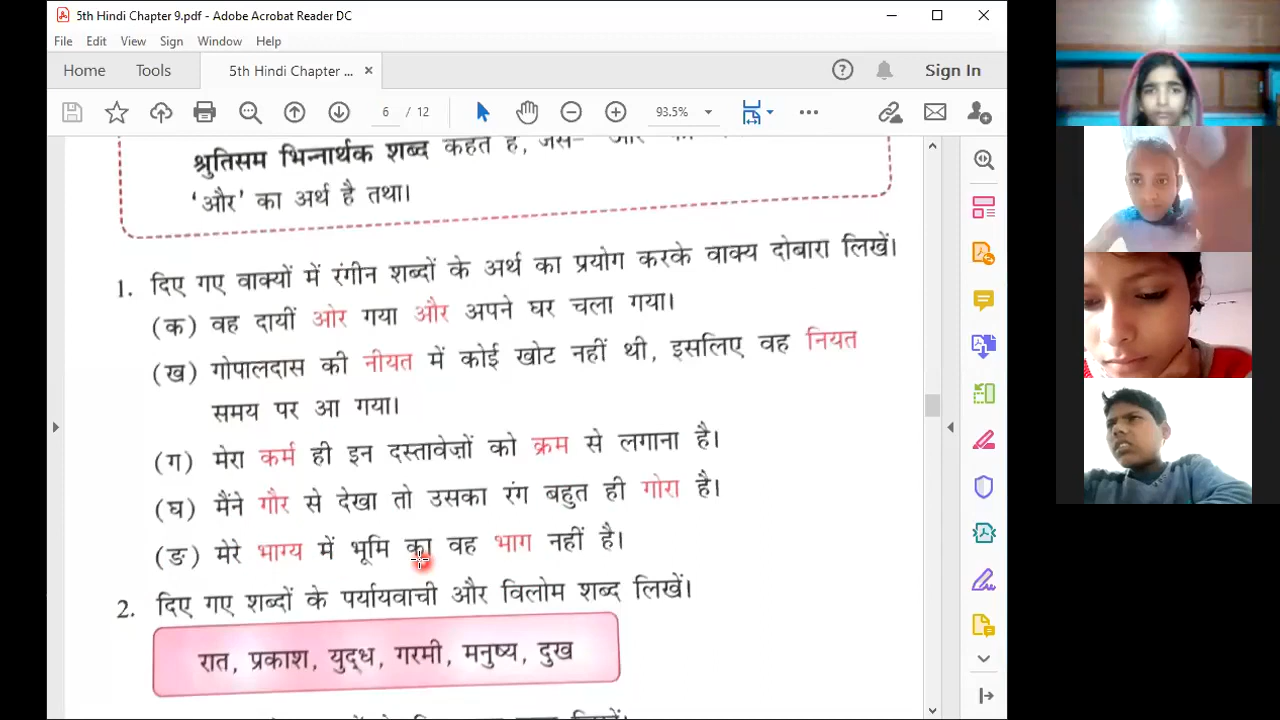 5th Hindi Chapter 9.pdf - Adobe Acrobat Reader DC
File Edit View Sign Window Help
Home Tools 5th Hindi Chapter ... × Sign In
6 / 12 93.5%
श्रुतिसम भिन्नार्थक शब्द कहते हैं, जैसे-
'और' का अर्थ है तथा।
1. दिए गए वाक्यों में रंगीन शब्दों के अर्थ का प्रयोग करके वाक्य दोबारा लिखें।
(क) वह दायीं ओर गया और अपने घर चला गया।
(ख) गोपालदास की नीयत में कोई खोट नहीं थी, इसलिए वह नियत
समय पर आ गया।
(ग) मेरा कर्म ही इन दस्तावेज़ों को क्रम से लगाना है।
(घ) मैंने गौर से देखा तो उसका रंग बहुत ही गोरा है।
(ङ) मेरे भाग्य में भूमि का वह भाग नहीं है।
2. दिए गए शब्दों के पर्यायवाची और विलोम शब्द लिखें।
रात, प्रकाश, युद्ध, गरमी, मनुष्य, दुख